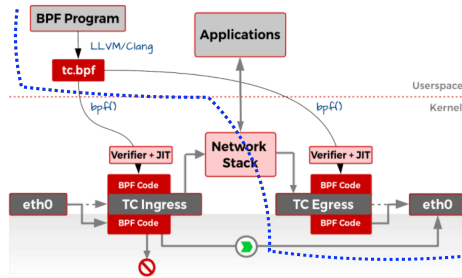 BPF Program
Applications
LLVM/Clang
tc.bpf
Userspace
bpf()
bpf()
Kernel
Verifier + JIT
Network
Stack
Verifier + JIT
BPF Code
BPF Code
eth0
TC Ingress
TC Egress
eth0
BPF Code
BPF Code